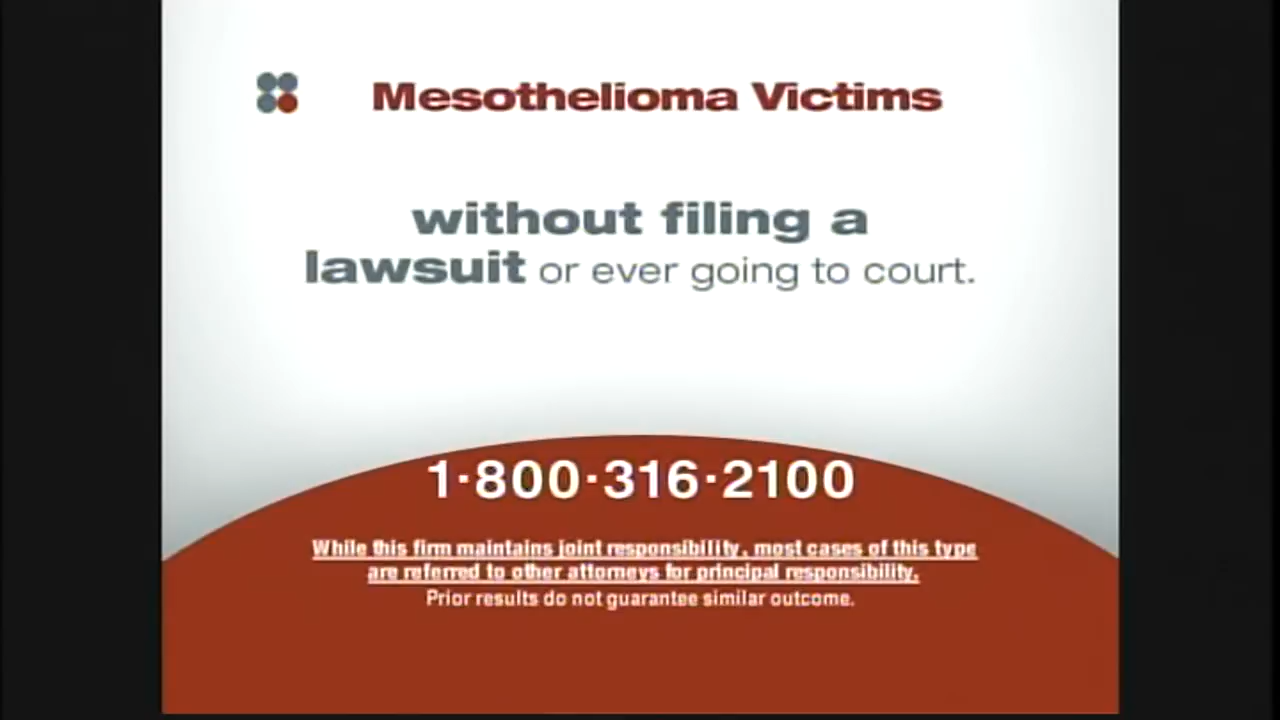 Mesothelioma Victims
without filing a
lawsuit or ever going to court.
1·800·316·2100
While this firm maintains joint responsibility, most cases of this type
are referred to other attorneys for principal responsibility.
Prior results do not guarantee similar outcome.